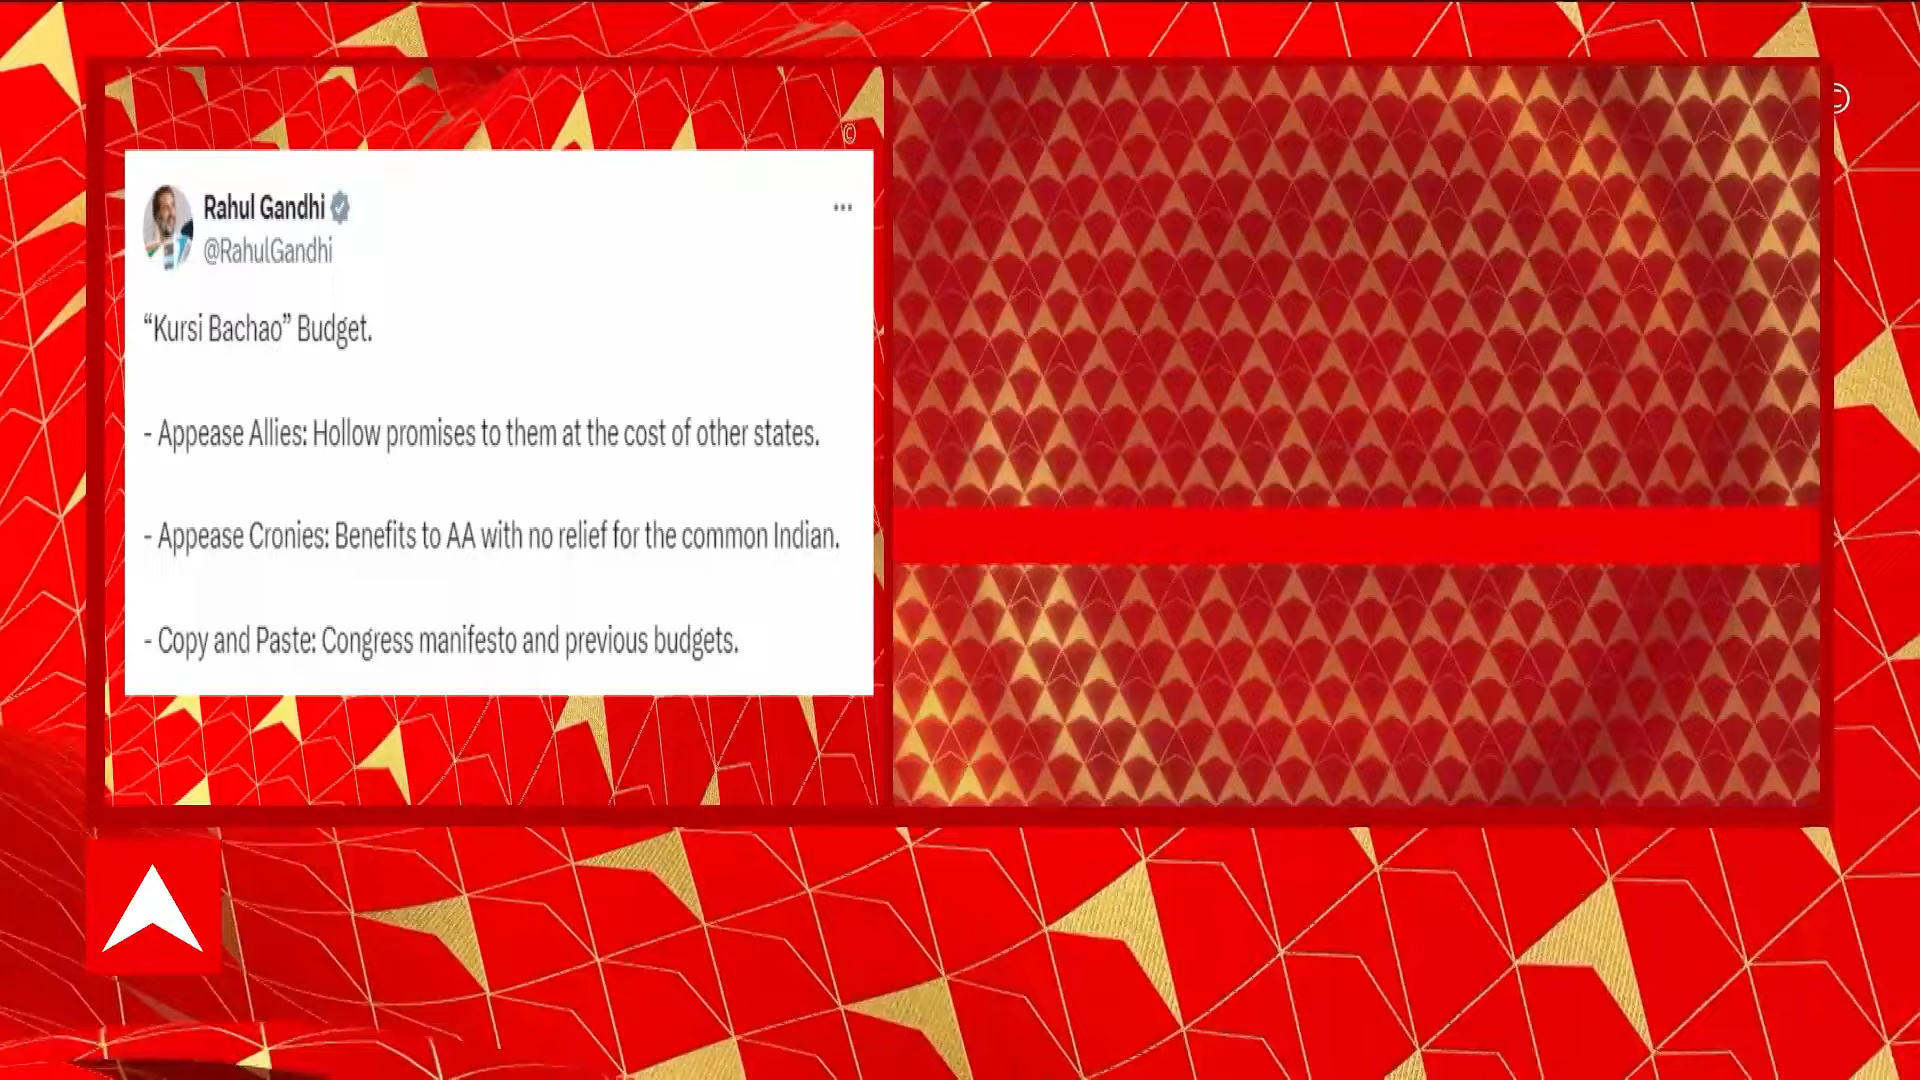 ©
©
Rahul Gandhi
@RahulGandhi
“Kursi Bachao” Budget.
- Appease Allies: Hollow promises to them at the cost of other states.
- Appease Cronies: Benefits to AA with no relief for the common Indian.
- Copy and Paste: Congress manifesto and previous budgets.